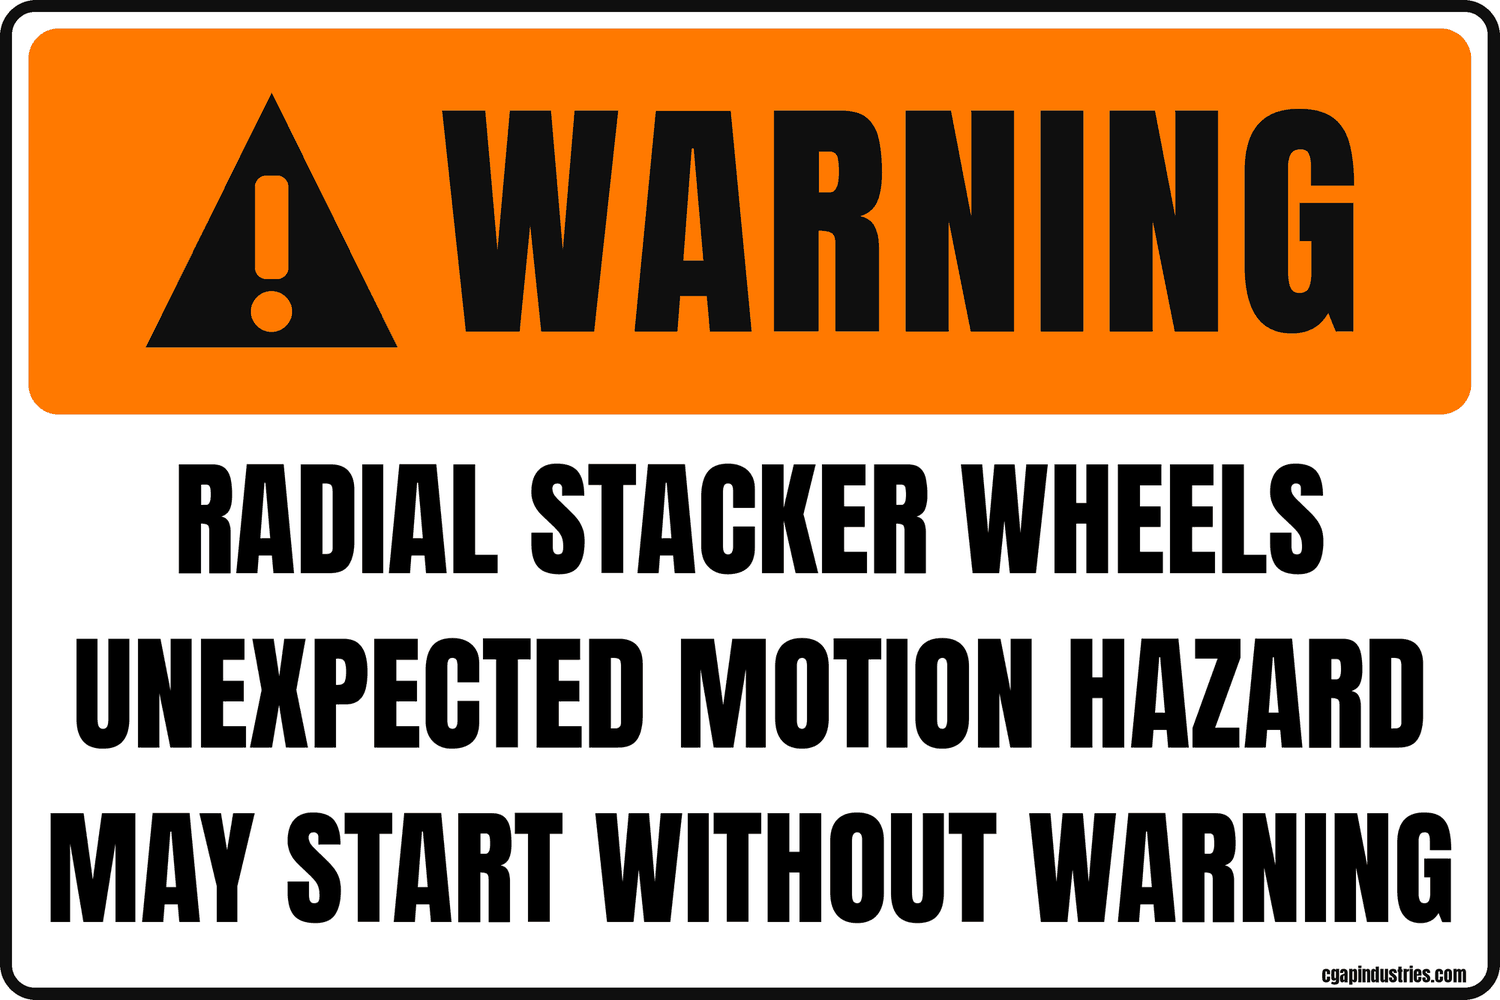 WARNING
RADIAL STACKER WHEELS
UNEXPECTED MOTION HAZARD
MAY START WITHOUT WARNING
cgapindustries.com